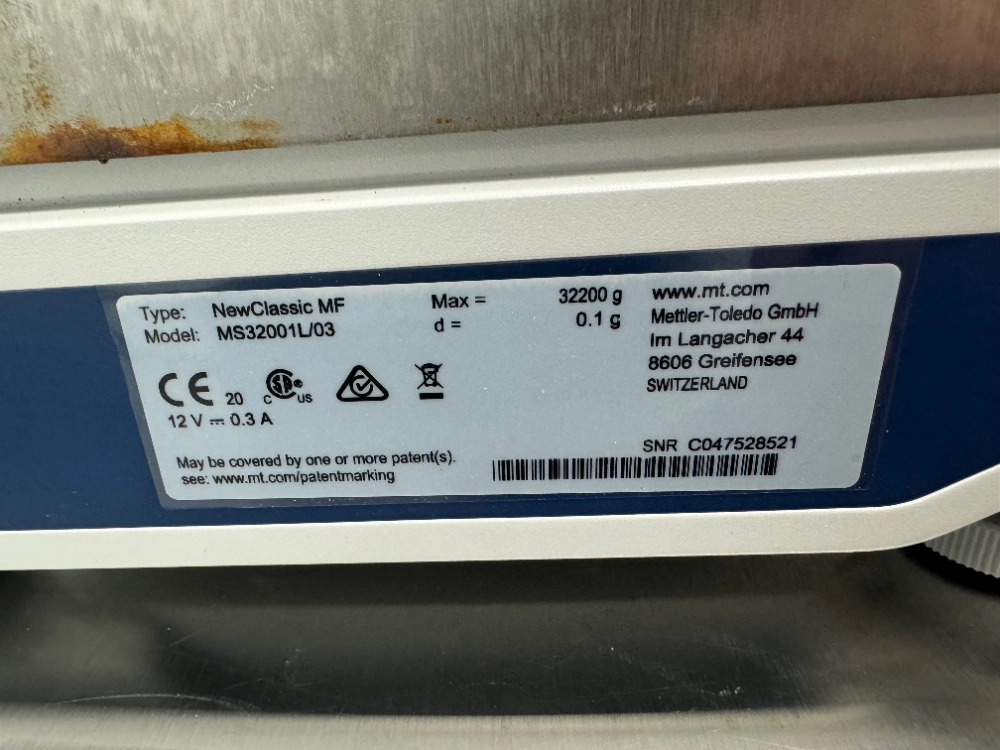 Type: NewClassic MF
Model: MS32001L/03
Max = 32200 g
d = 0.1 g
www.mt.com
Mettler-Toledo GmbH
Im Langacher 44
8606 Greifensee
SWITZERLAND
CE 20 C SA US
12 V ⎓ 0.3 A
May be covered by one or more patent(s).
see: www.mt.com/patentmarking
SNR C047528521